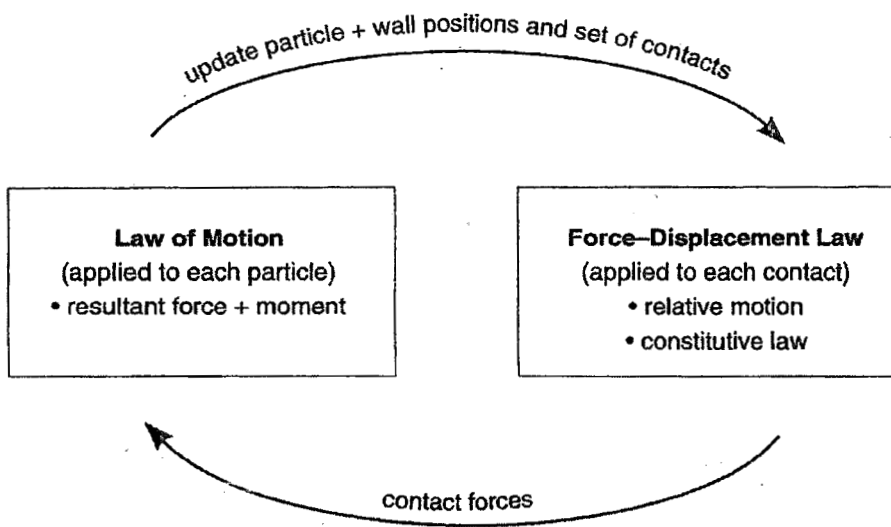 update particle + wall positions and set of contacts
Law of Motion
(applied to each particle)
• resultant force + moment
Force–Displacement Law
(applied to each contact)
• relative motion
• constitutive law
contact forces